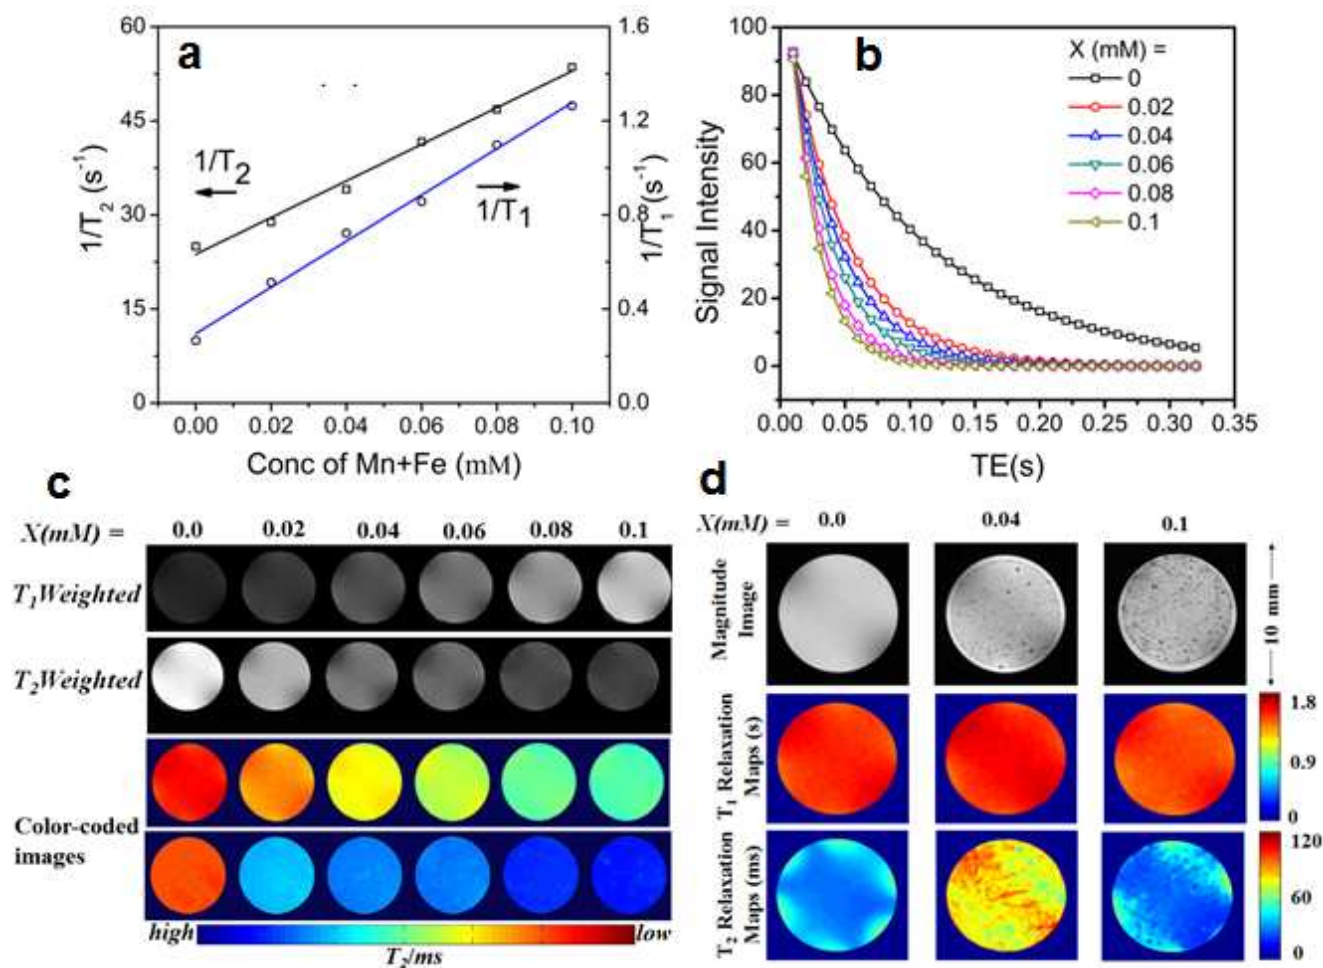 a
60
45
30
15
0
1/T2 (s-1)
1.6
1.2
0.8
0.4
0.0
1/T1 (s-1)
1/T2
1/T1
0.00 0.02 0.04 0.06 0.08 0.10
Conc of Mn+Fe (mM)
b
100
80
60
40
20
0
Signal Intensity
X (mM) =
0
0.02
0.04
0.06
0.08
0.1
0.00 0.05 0.10 0.15 0.20 0.25 0.30 0.35
TE(s)
c
X(mM) = 0.0 0.02 0.04 0.06 0.08 0.1
T1Weighted
T2Weighted
Color-coded
images
high low
T2/ms
d
X(mM) = 0.0 0.04 0.1
Magnitude
Image
10 mm
T1 Relaxation
Maps (s)
1.8
0.9
0
T2 Relaxation
Maps (ms)
120
60
0